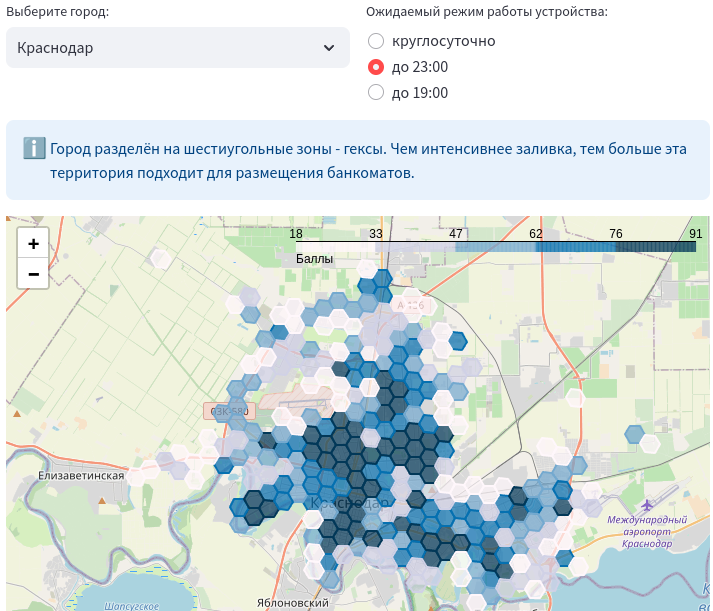 Выберите город:
Ожидаемый режим работы устройства:
Краснодар
круглосуточно
до 23:00
до 19:00
Город разделён на шестиугольные зоны - гексы. Чем интенсивнее заливка, тем больше эта
территория подходит для размещения банкоматов.
+
−
18 33 47 62 76 91
Баллы
Елизаветинская
Краснодар
Международный
аэропорт
Краснодар
Яблоновский
Шапсугское